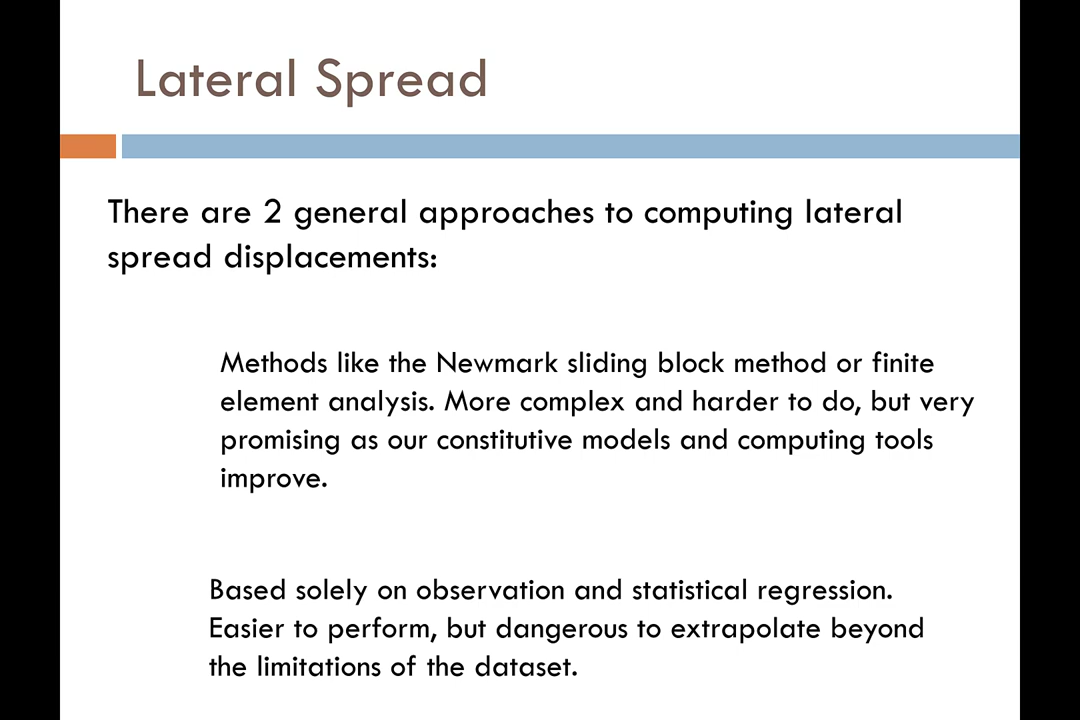 Lateral Spread
There are 2 general approaches to computing lateral
spread displacements:
Methods like the Newmark sliding block method or finite
element analysis. More complex and harder to do, but very
promising as our constitutive models and computing tools
improve.
Based solely on observation and statistical regression.
Easier to perform, but dangerous to extrapolate beyond
the limitations of the dataset.